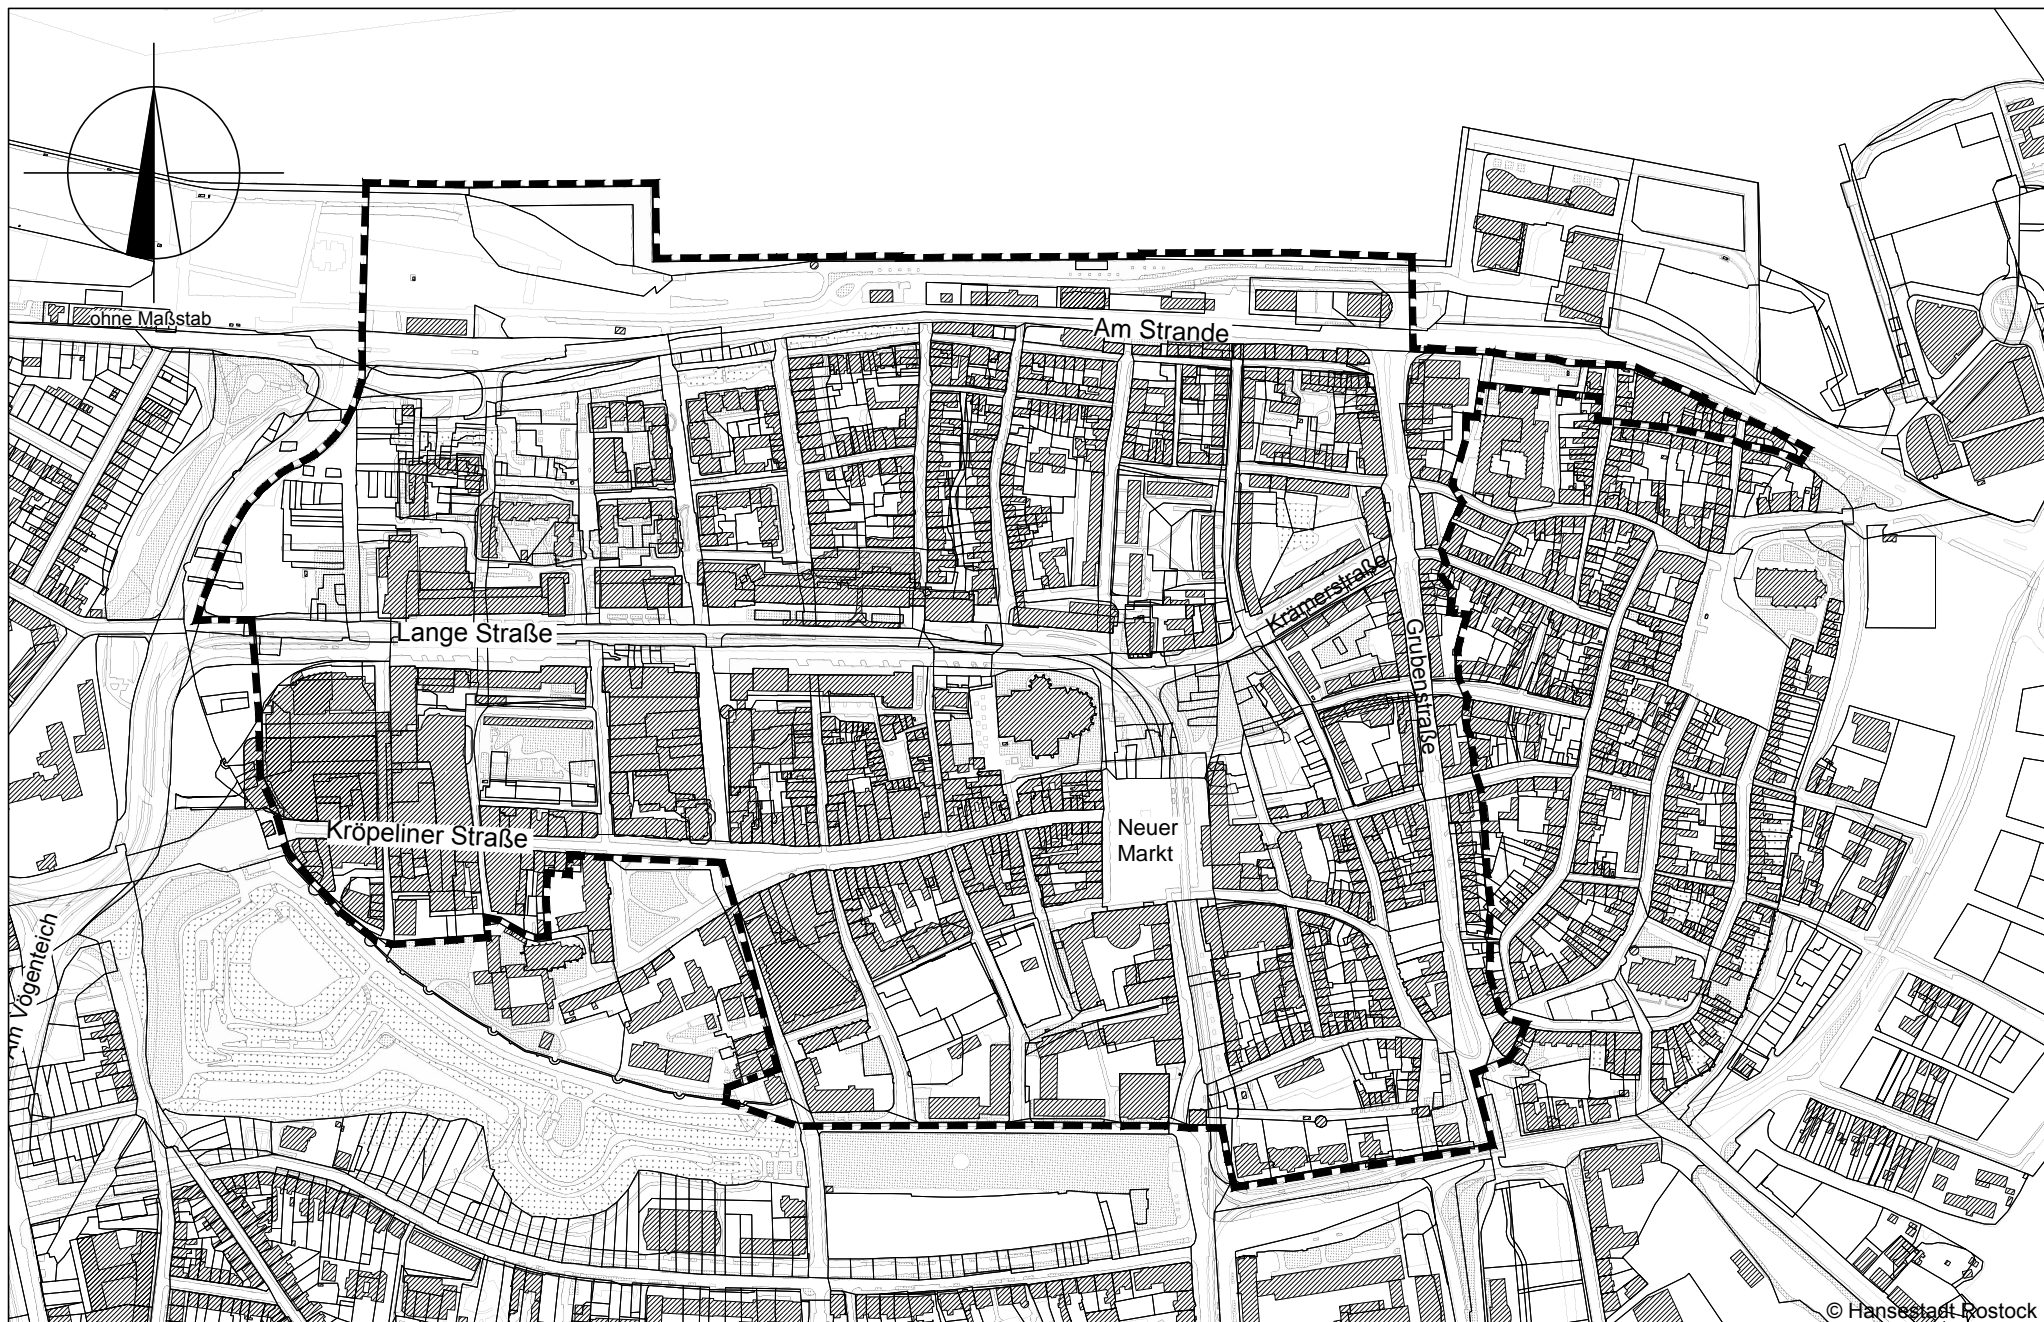 ohne Maßstab
Am Strande
Krämerstraße
Lange Straße
Grubenstraße
Kröpeliner Straße
Neuer
Markt
Am Vögenteich
© Hansestadt Rostock